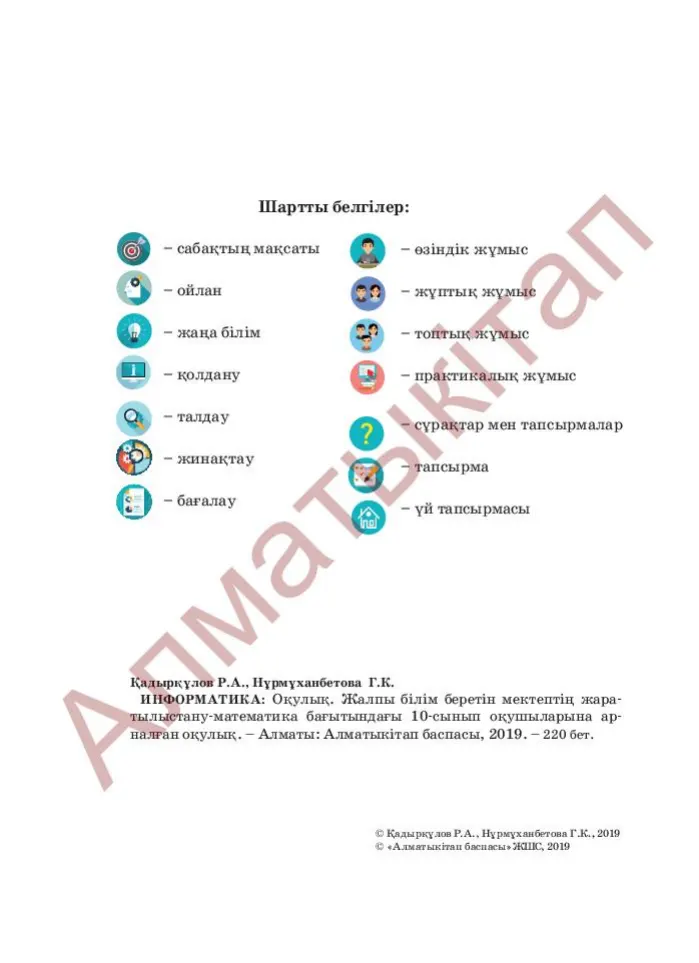 Шартты белгілер:
– сабақтың мақсаты
– ойлан
– жаңа білім
– қолдану
– талдау
– жинақтау
– бағалау
– өзіндік жұмыс
– жұптық жұмыс
– топтық жұмыс
– практикалық жұмыс
– сұрақтар мен тапсырмалар
– тапсырма
– үй тапсырмасы
Қадырқұлов Р.А., Нұрмұханбетова Г.К.
ИНФОРМАТИКА: Оқулық. Жалпы білім беретін мектептің жара-
тылыстану-математика бағытындағы 10-сынып оқушыларына ар-
налған оқулық. – Алматы: Алматыкітап баспасы, 2019. – 220 бет.
© Қадырқұлов Р.А., Нұрмұханбетова Г.К., 2019
© «Алматыкітап баспасы» ЖШС, 2019
Алматыкітап